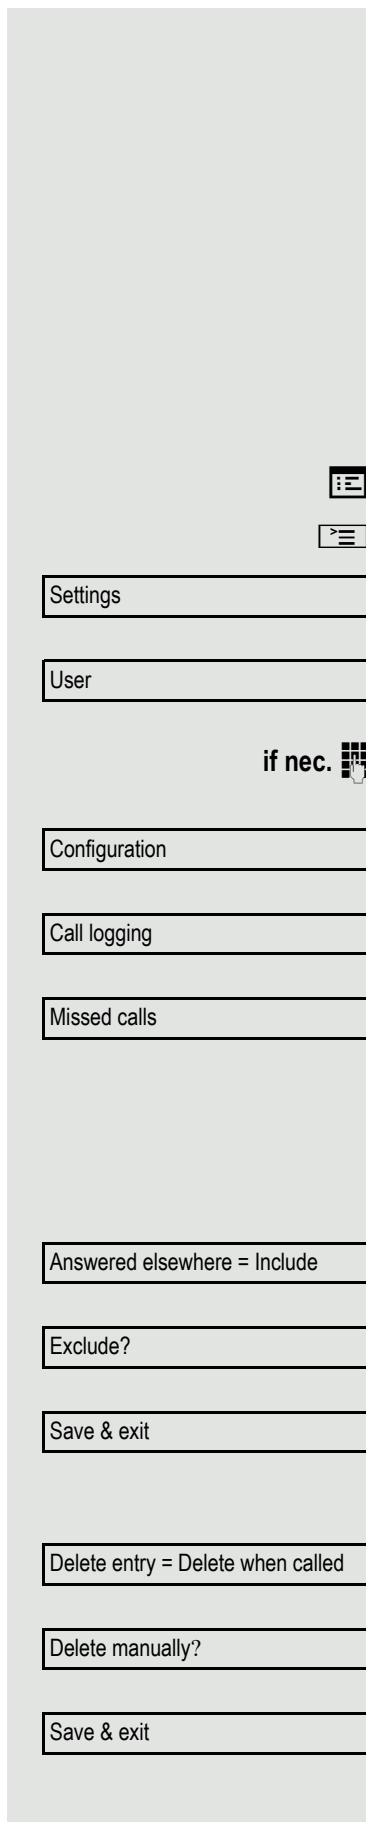 Settings
User
if nec.
Configuration
Call logging
Missed calls
Answered elsewhere = Include
Exclude?
Save & exit
Delete entry = Delete when called
Delete manually?
Save & exit